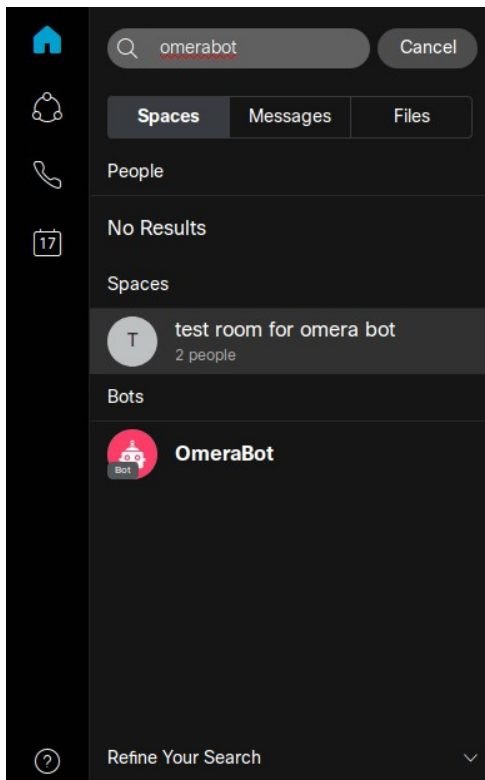 omerabot
Cancel
Spaces Messages Files
People
17
No Results
Spaces
T
test room for omera bot
2 people
Bots
OmeraBot
Bot
?
Refine Your Search